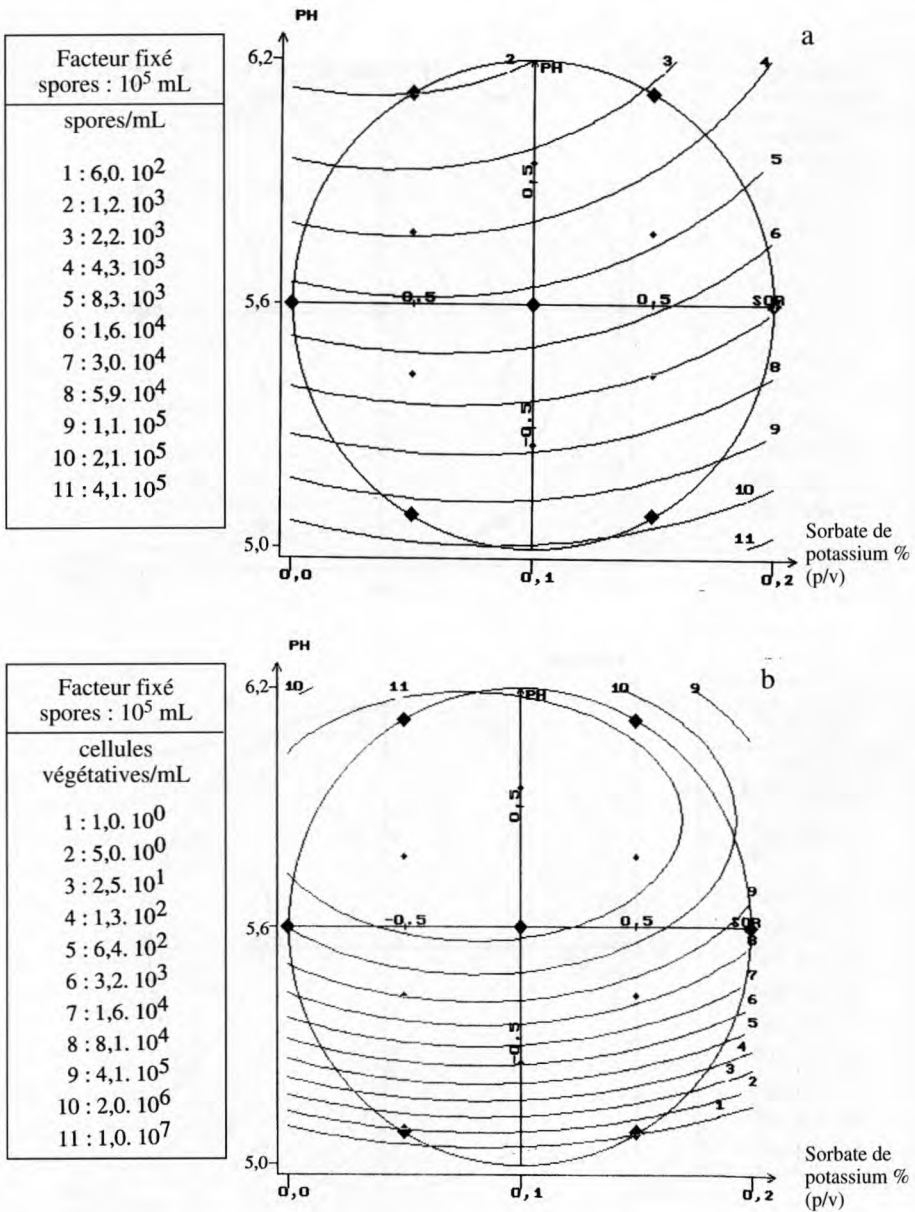 PH
a
Facteur fixé
spores : 10⁵ mL
spores/mL
1 : 6,0. 10²
2 : 1,2. 10³
3 : 2,2. 10³
4 : 4,3. 10³
5 : 8,3. 10³
6 : 1,6. 10⁴
7 : 3,0. 10⁴
8 : 5,9. 10⁴
9 : 1,1. 10⁵
10 : 2,1. 10⁵
11 : 4,1. 10⁵
6,2
2
PH
3
4
5
0,5
6
5,6
0,5
0,5
SOR
8
-0,5
9
10
11
5,0
0,0
0,1
0,2
Sorbate de
potassium %
(p/v)
PH
b
Facteur fixé
spores : 10⁵ mL
cellules
végétatives/mL
1 : 1,0. 10⁰
2 : 5,0. 10⁰
3 : 2,5. 10¹
4 : 1,3. 10²
5 : 6,4. 10²
6 : 3,2. 10³
7 : 1,6. 10⁴
8 : 8,1. 10⁴
9 : 4,1. 10⁵
10 : 2,0. 10⁶
11 : 1,0. 10⁷
6,2
10
11
PH
10
9
0,5
9
5,6
-0,5
0,5
SOR
8
7
6
5
-0,5
4
3
2
1
5,0
0,0
0,1
0,2
Sorbate de
potassium %
(p/v)